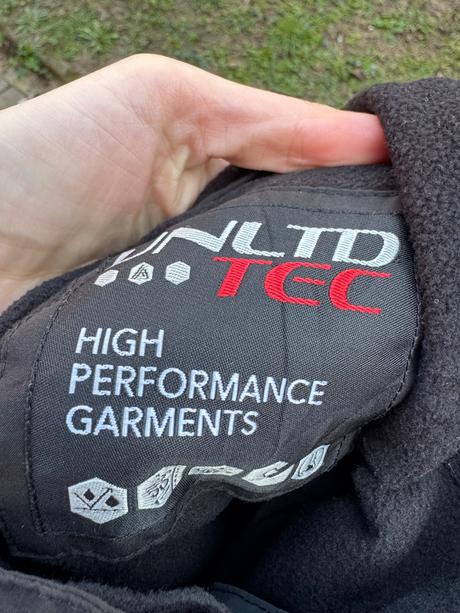 UNLTD
TEC
HIGH
PERFORMANCE
GARMENTS